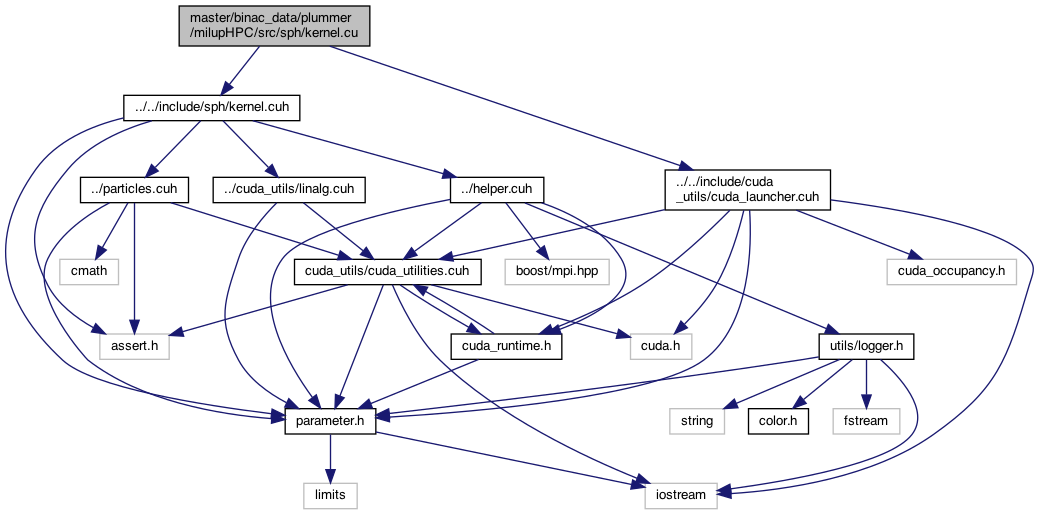 master/binac_data/plummer
/milupHPC/src/sph/kernel.cu
../../include/sph/kernel.cuh
../particles.cuh
../cuda_utils/linalg.cuh
../helper.cuh
../../include/cuda
_utils/cuda_launcher.cuh
cmath
cuda_utils/cuda_utilities.cuh
boost/mpi.hpp
cuda_occupancy.h
assert.h
cuda_runtime.h
cuda.h
utils/logger.h
parameter.h
string
color.h
fstream
limits
iostream